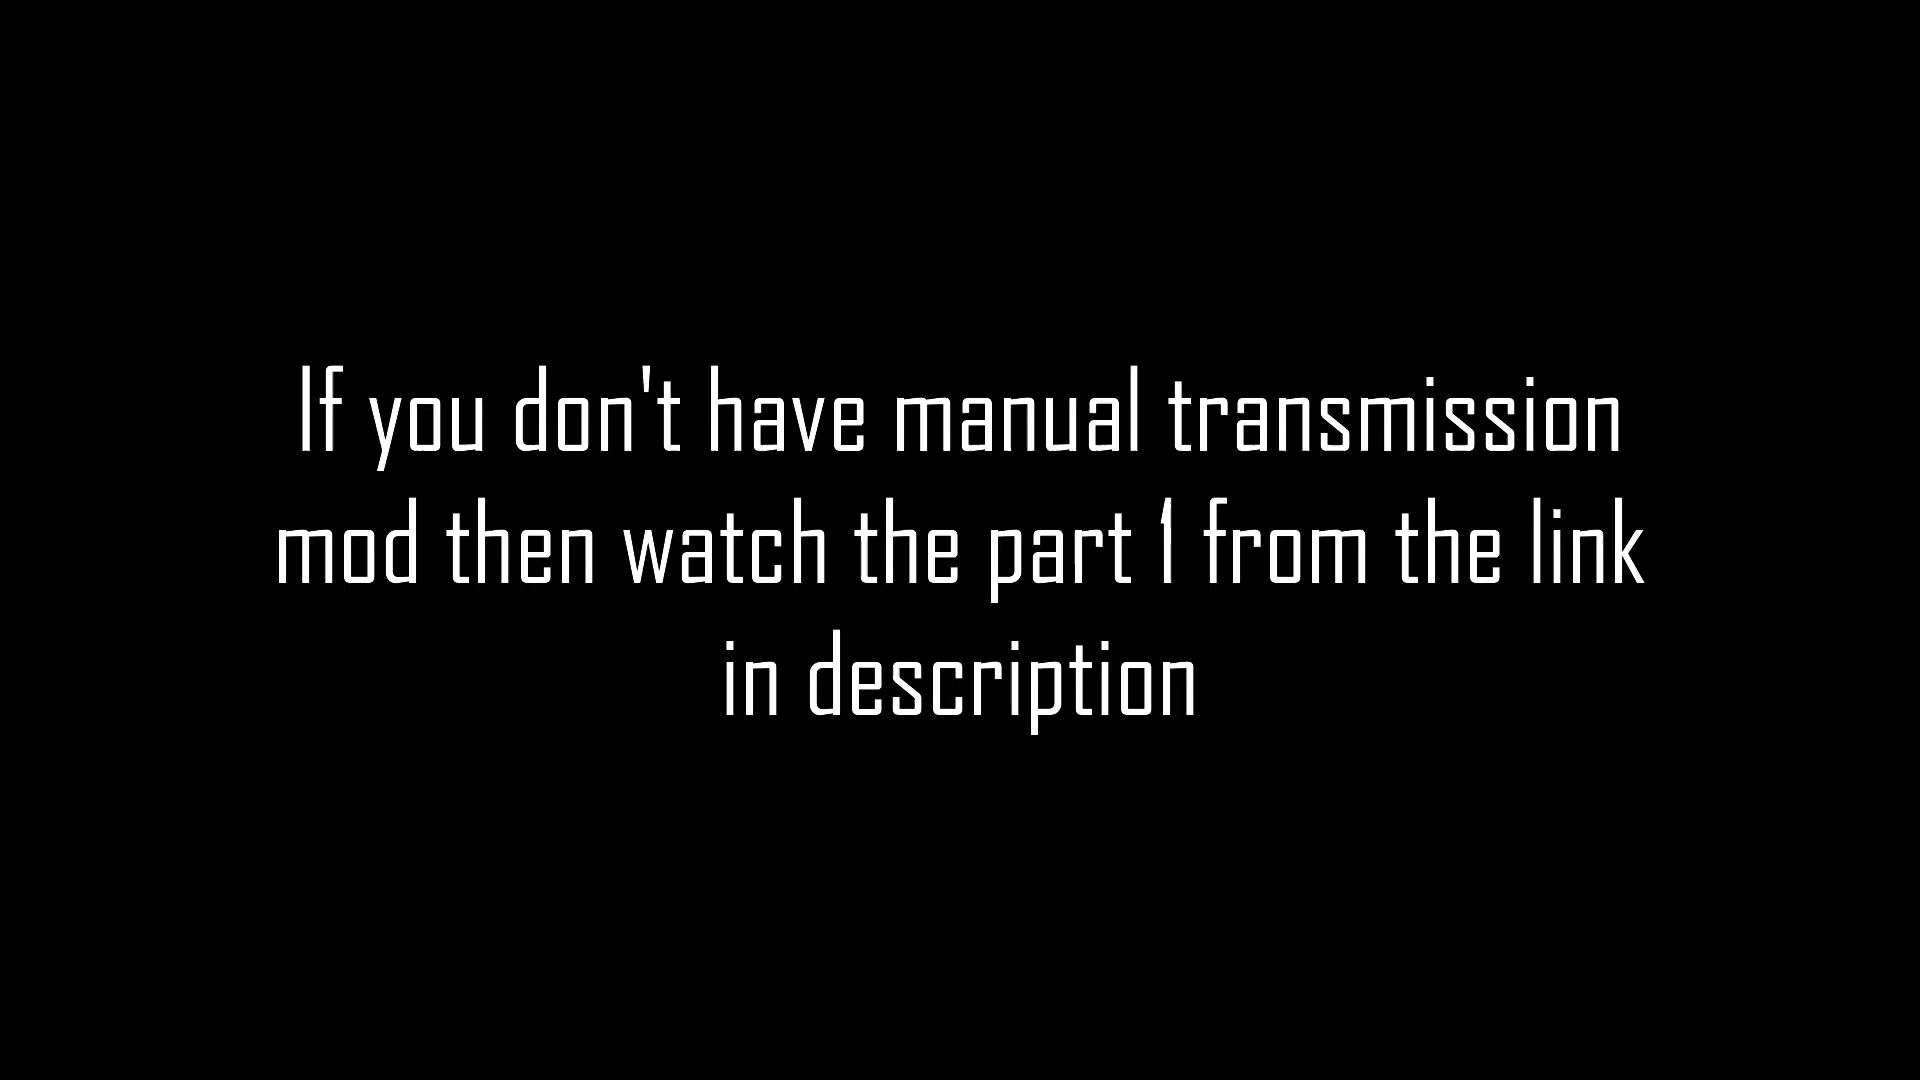 If you don't have manual transmission
mod then watch the part 1 from the link
in description